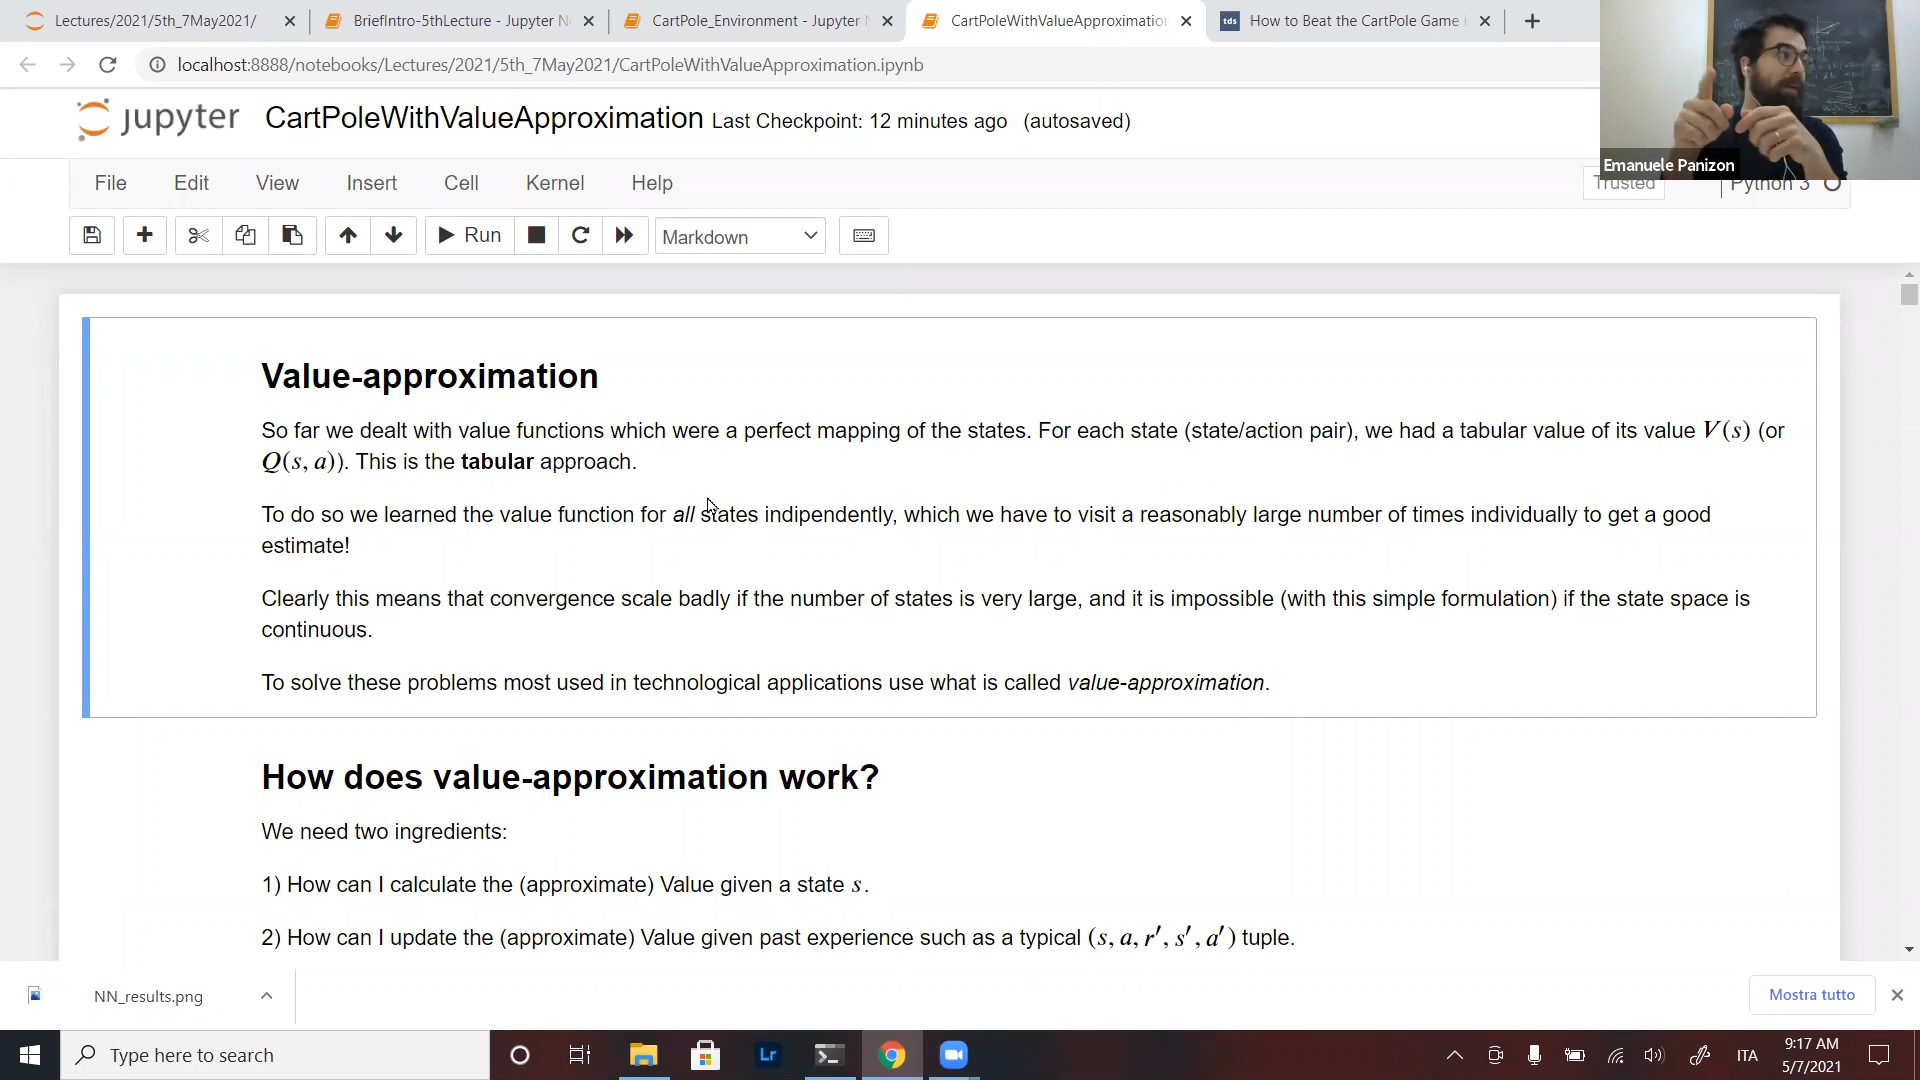 Lectures/2021/5th_7May2021/
BriefIntro-5thLecture - Jupyter N
CartPole_Environment - Jupyter
CartPoleWithValueApproximation
tds How to Beat the CartPole Game i
localhost:8888/notebooks/Lectures/2021/5th_7May2021/CartPoleWithValueApproximation.ipynb
jupyter CartPoleWithValueApproximation Last Checkpoint: 12 minutes ago (autosaved)
Emanuele Panizon
File Edit View Insert Cell Kernel Help Trusted Python 3
Run Markdown
Value-approximation
So far we dealt with value functions which were a perfect mapping of the states. For each state (state/action pair), we had a tabular value of its value V(s) (or
Q(s, a)). This is the tabular approach.
To do so we learned the value function for all states indipendently, which we have to visit a reasonably large number of times individually to get a good
estimate!
Clearly this means that convergence scale badly if the number of states is very large, and it is impossible (with this simple formulation) if the state space is
continuous.
To solve these problems most used in technological applications use what is called value-approximation.
How does value-approximation work?
We need two ingredients:
1) How can I calculate the (approximate) Value given a state s.
2) How can I update the (approximate) Value given past experience such as a typical (s, a, r′, s′, a′) tuple.
NN_results.png
Mostra tutto
Type here to search
Lr
ITA
9:17 AM
5/7/2021